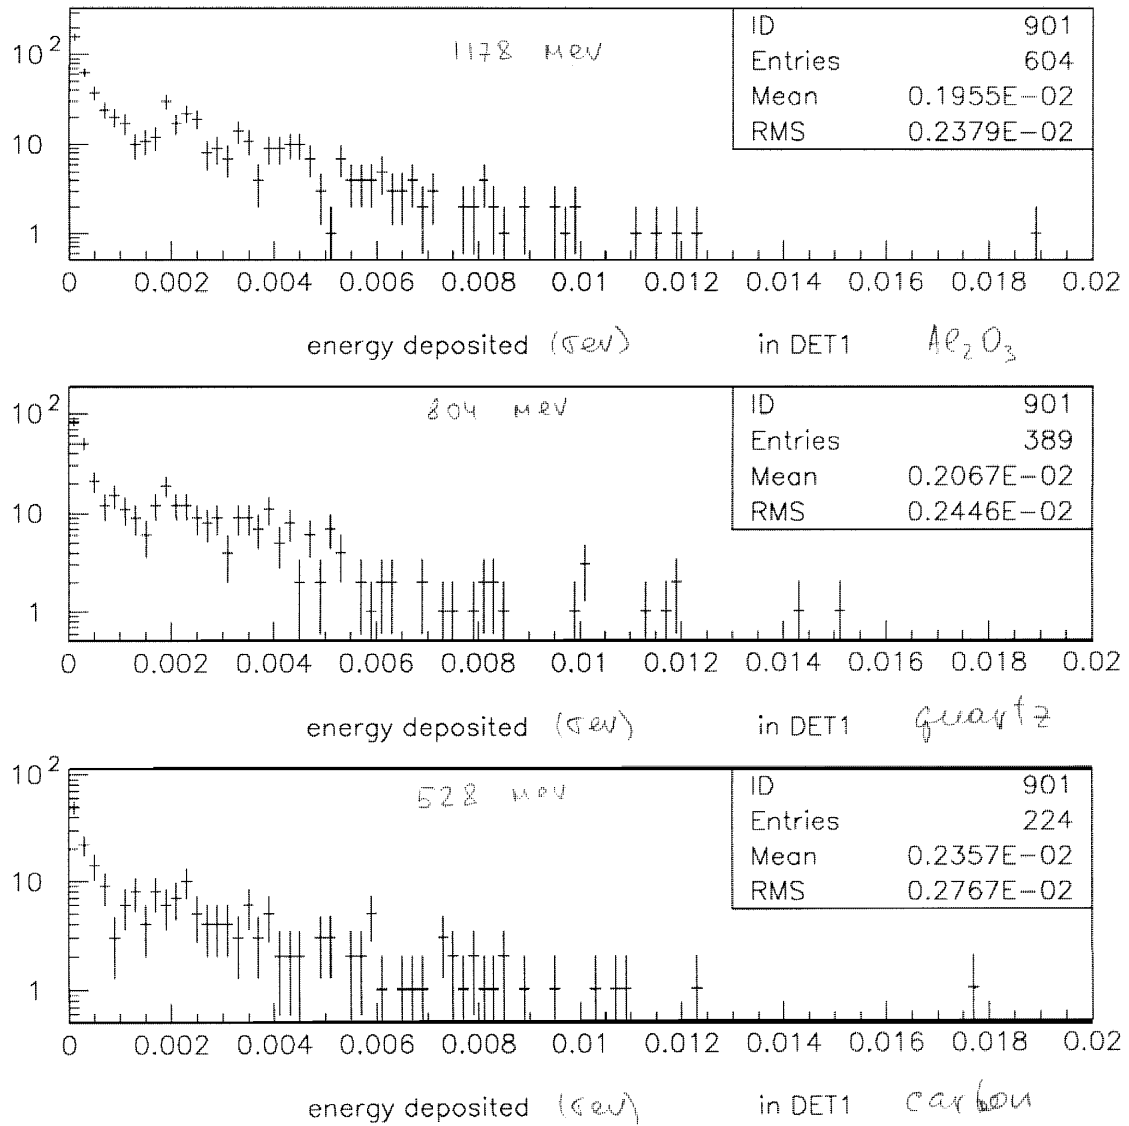 10²
10
1
1178 MeV
ID 901
Entries 604
Mean 0.1955E-02
RMS 0.2379E-02
0 0.002 0.004 0.006 0.008 0.01 0.012 0.014 0.016 0.018 0.02
energy deposited (GeV) in DET1 Al₂O₃
10²
10
1
804 MeV
ID 901
Entries 389
Mean 0.2067E-02
RMS 0.2446E-02
0 0.002 0.004 0.006 0.008 0.01 0.012 0.014 0.016 0.018 0.02
energy deposited (GeV) in DET1 quartz
10²
10
1
528 MeV
ID 901
Entries 224
Mean 0.2357E-02
RMS 0.2767E-02
0 0.002 0.004 0.006 0.008 0.01 0.012 0.014 0.016 0.018 0.02
energy deposited (GeV) in DET1 carbon